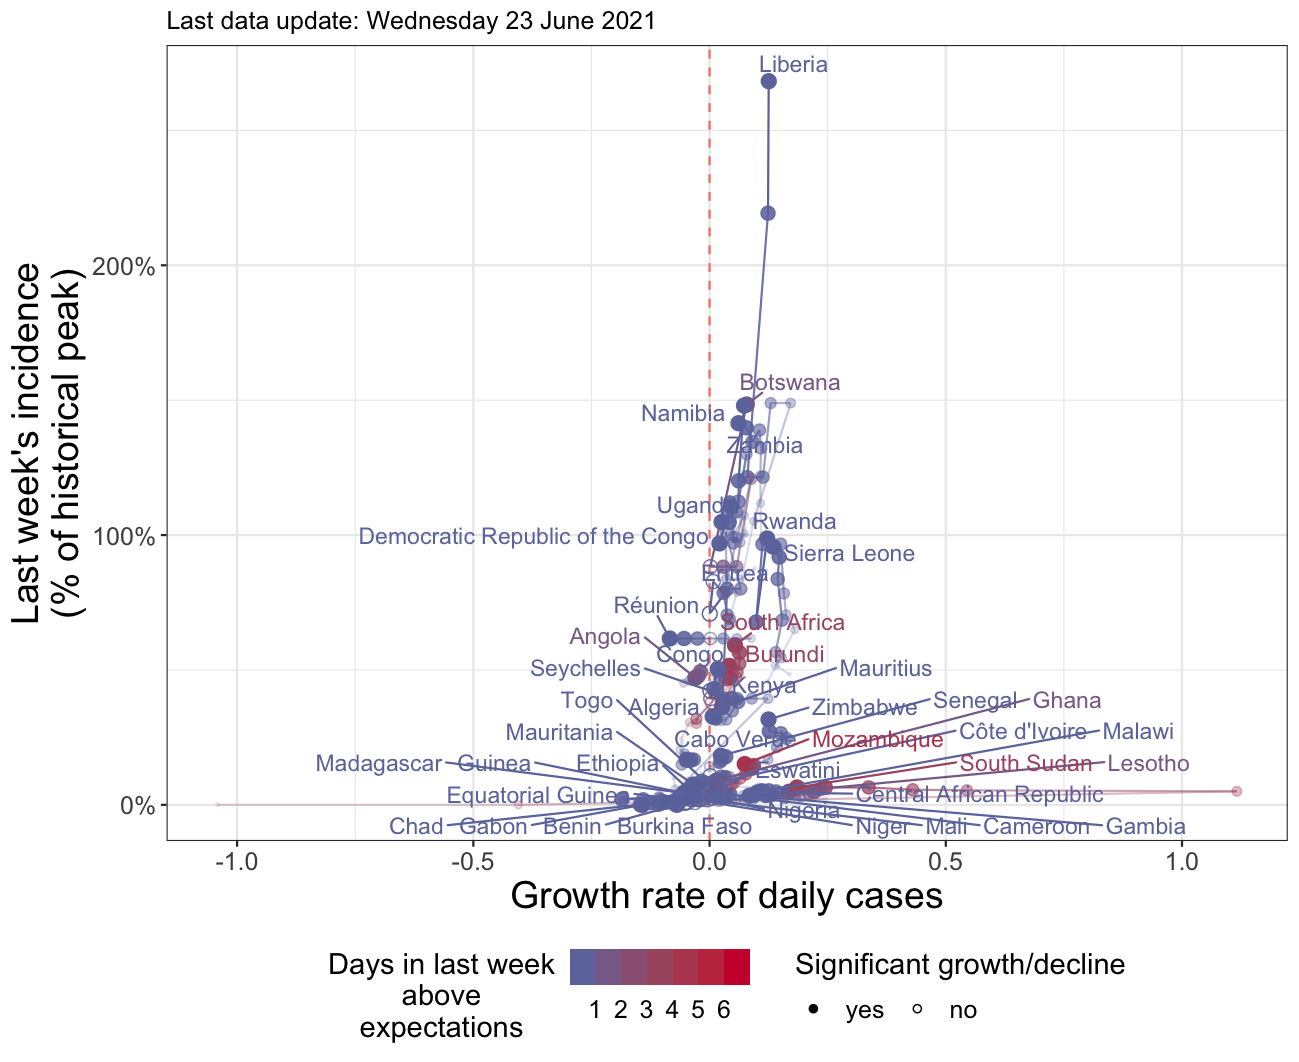 Last data update: Wednesday 23 June 2021
Last week's incidence
(% of historical peak)
200%
100%
0%
Liberia
Botswana
Namibia
Zambia
Uganda
Rwanda
Democratic Republic of the Congo
Sierra Leone
Eritrea
Réunion
South Africa
Angola
Congo
Burundi
Seychelles
Mauritius
Kenya
Togo
Algeria
Zimbabwe
Senegal
Ghana
Mauritania
Cabo Verde
Mozambique
Côte d'Ivoire
Malawi
Madagascar
Guinea
Ethiopia
Eswatini
South Sudan
Lesotho
Equatorial Guinea
Central African Republic
Nigeria
Chad
Gabon
Benin
Burkina Faso
Niger
Mali
Cameroon
Gambia
-1.0
-0.5
0.0
0.5
1.0
Growth rate of daily cases
Days in last week
above
expectations
1 2 3 4 5 6
Significant growth/decline
yes
no